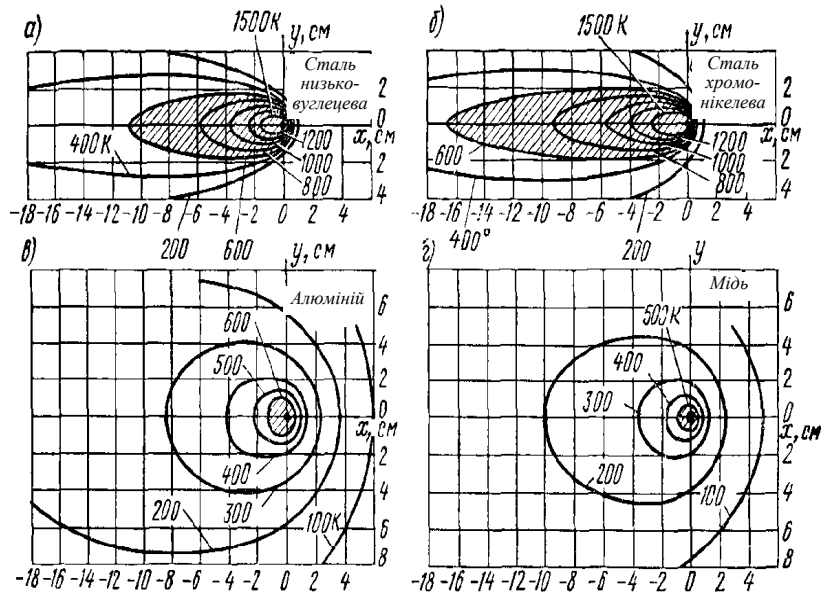 а)
1500К
y, см
Сталь
низько-
вуглецева
2
0
x, см
2
4
400К
1200
1000
800
-18 -16 -14 -12 -10 -8 -6 -4 -2 0 2 4
200 600
б)
1500К
y, см
Сталь
хромо-
нікелева
2
0
x, см
2
4
600
1200
1000
800
-18 -16 -14 -12 -10 -8 -6 -4 -2 0 2 4
400° 200
в)
y, см
Алюміній
6
4
2
0
x, см
2
4
6
8
600
500
400
300
200
100К
-18 -16 -14 -12 -10 -8 -6 -4 -2 0 2 4
г)
y
Мідь
6
4
2
0
x, см
2
4
6
8
500К
400
300
200
100
-18 -16 -14 -12 -10 -8 -6 -4 -2 0 2 4